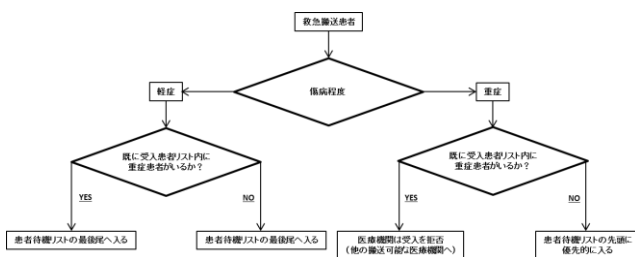 救急搬送患者
傷病程度
軽症
重症
既に受入患者リスト内に
重症患者がいるか？
既に受入患者リスト内に
重症患者がいるか？
YES
NO
YES
NO
患者待機リストの最後尾へ入る
患者待機リストの最後尾へ入る
医療機関は受入を拒否
（他の搬送可能な医療機関へ）
患者待機リストの先頭に
優先的に入る